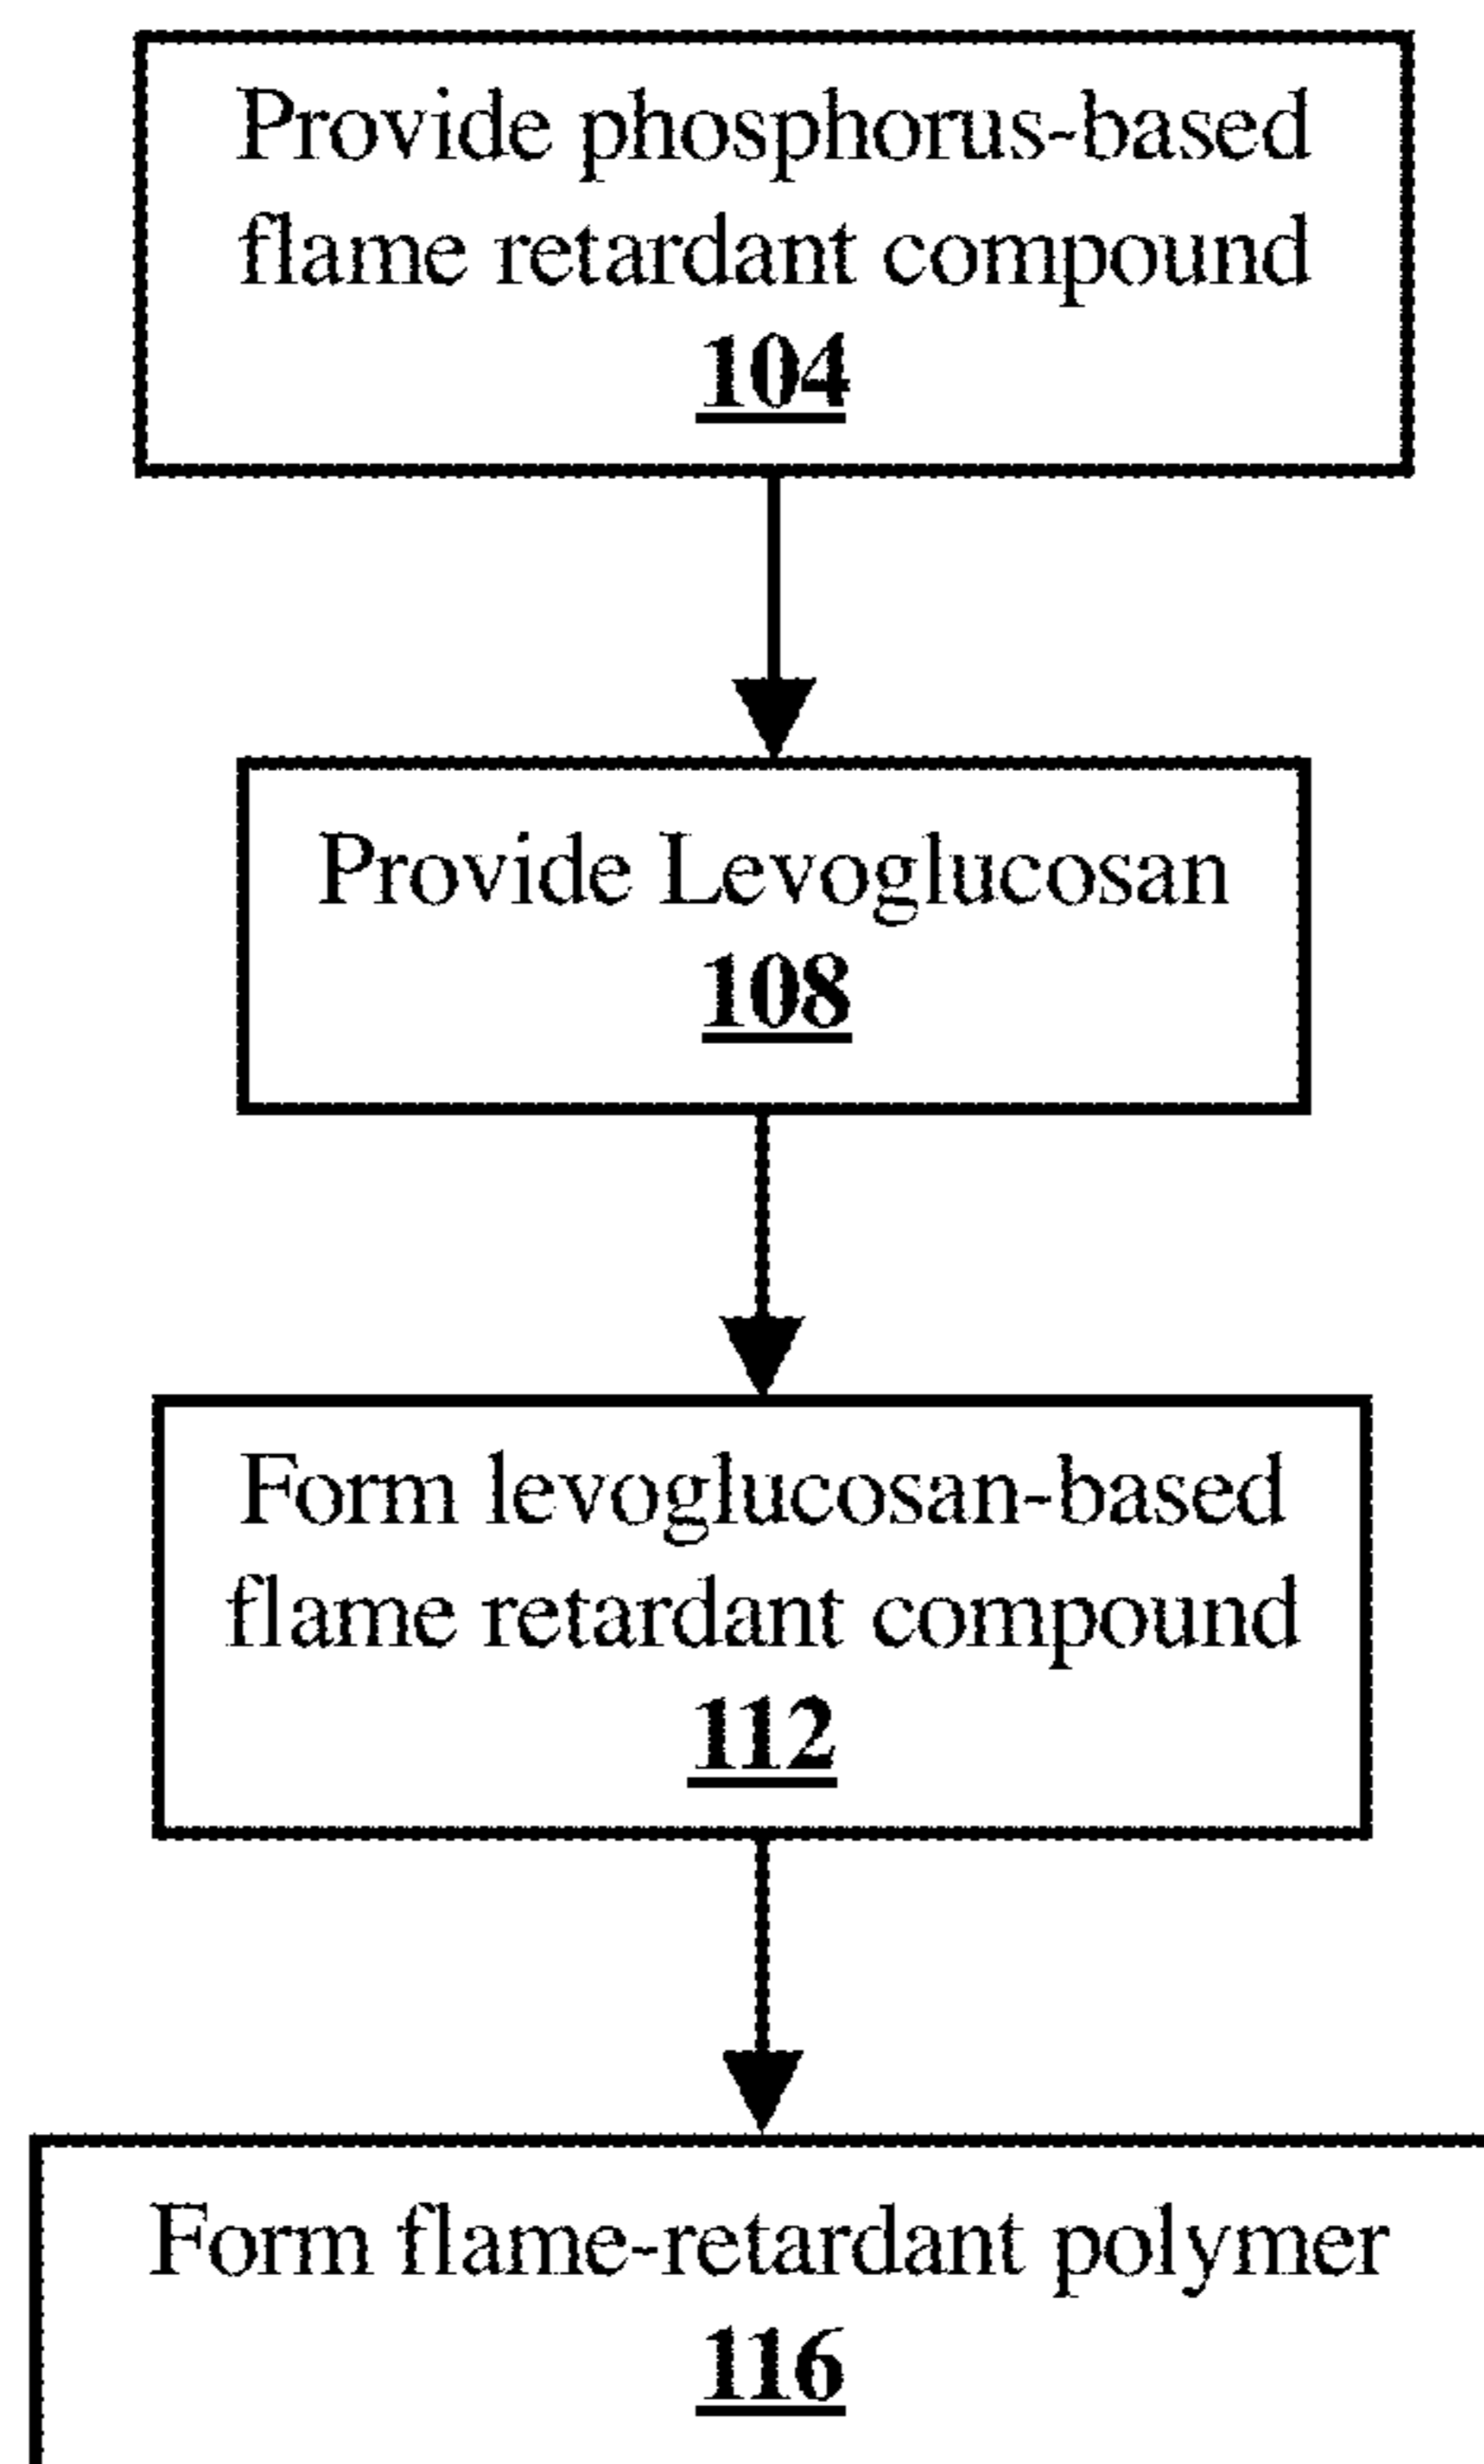 Provide phosphorus-based
flame retardant compound
104
Provide Levoglucosan
108
Form levoglucosan-based
flame retardant compound
112
Form flame-retardant polymer
116